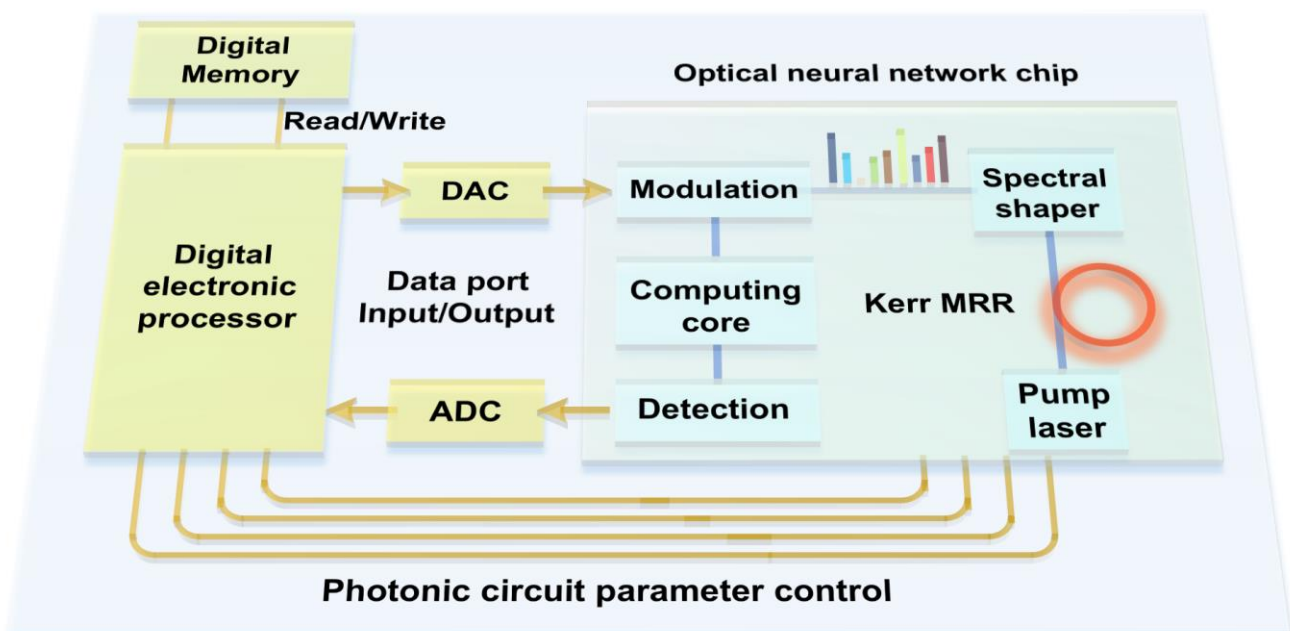 Digital
Memory
Optical neural network chip
Read/Write
DAC
Modulation
Spectral
shaper
Digital
electronic
processor
Data port
Input/Output
Computing
core
Kerr MRR
ADC
Detection
Pump
laser
Photonic circuit parameter control